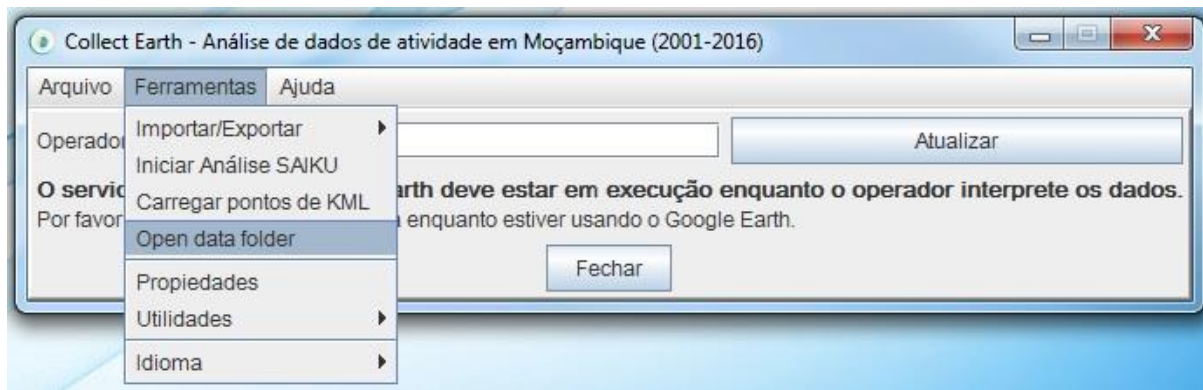 Collect Earth - Análise de dados de atividade em Moçambique (2001-2016)
Arquivo Ferramentas Ajuda
Importar/Exportar
Iniciar Análise SAIKU
Carregar pontos de KML
Open data folder
Propiedades
Utilidades
Idioma
Operador
Atualizar
O servic arth deve estar em execução enquanto o operador interprete os dados.
Por favor enquanto estiver usando o Google Earth.
Fechar